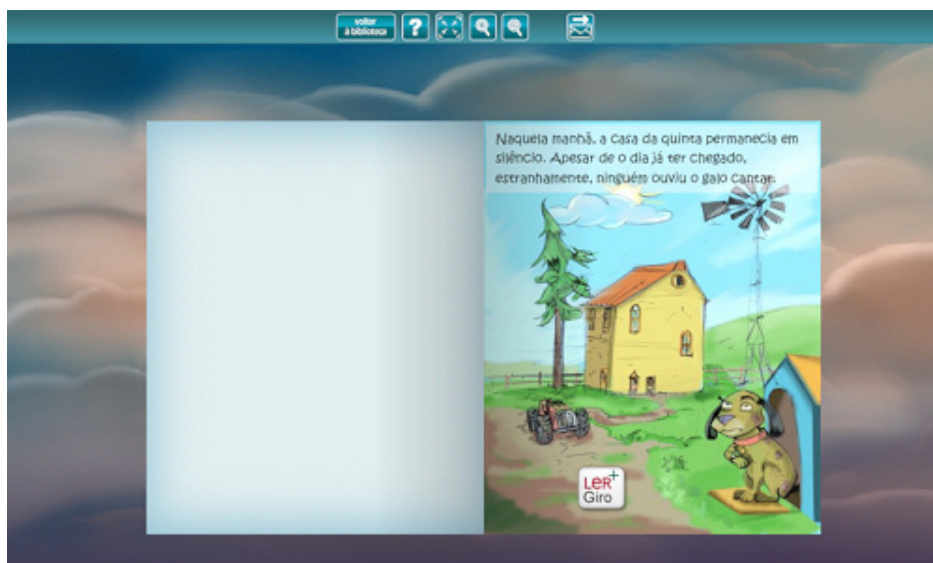 voltar
à biblioteca
?
Naquela manhã, a casa da quinta permanecia em
silêncio. Apesar de o dia já ter chegado,
estranhamente, ninguém ouviu o galo cantar.
LeR+
Giro